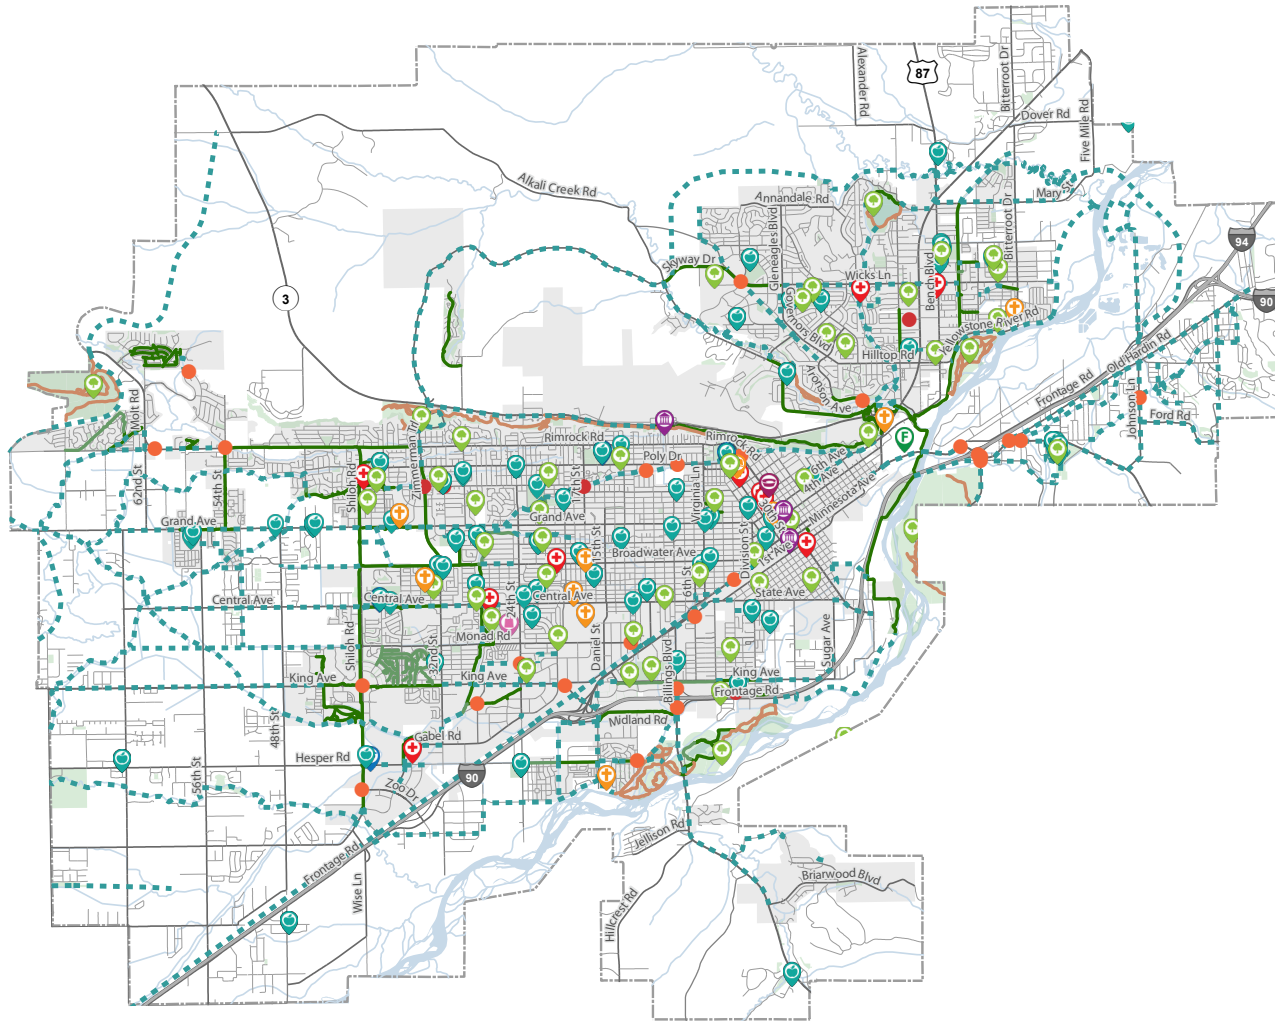 Alexander Rd
87
Bitterroot Dr
Dover Rd
Five Mile Rd
Alkali Creek Rd
Annandale Rd
Mary St
Bitterroot Dr
94
Skyway Dr
Gleneagles Blvd
Wicks Ln
Bench Blvd
90
3
Governors Blvd
Yellowstone River Rd
Hilltop Rd
Old Hardin Rd
Aronson Ave
Frontage Rd
Johnson Ln
Ford Rd
Molt Rd
Zimmerman Trl
Rimrock Rd
Rimrock Rd
F
Poly Dr
6th Ave
4th Ave
62nd St
54th St
Shiloh Rd
17th St
Virginia Ln
Minnesota Ave
Grand Ave
Grand Ave
30th St
15th St
Broadwater Ave
Division St
1st Ave
Central Ave
Central Ave
24th St
Central Ave
6th St
State Ave
Monad Rd
Shiloh Rd
32nd St
Daniel St
Sugar Ave
King Ave
King Ave
Billings Blvd
King Ave
Frontage Rd
48th St
Midland Rd
Gabel Rd
Hesper Rd
56th St
90
Zoo Dr
Frontage Rd
Wise Ln
Jellison Rd
Briarwood Blvd
Hillcrest Rd